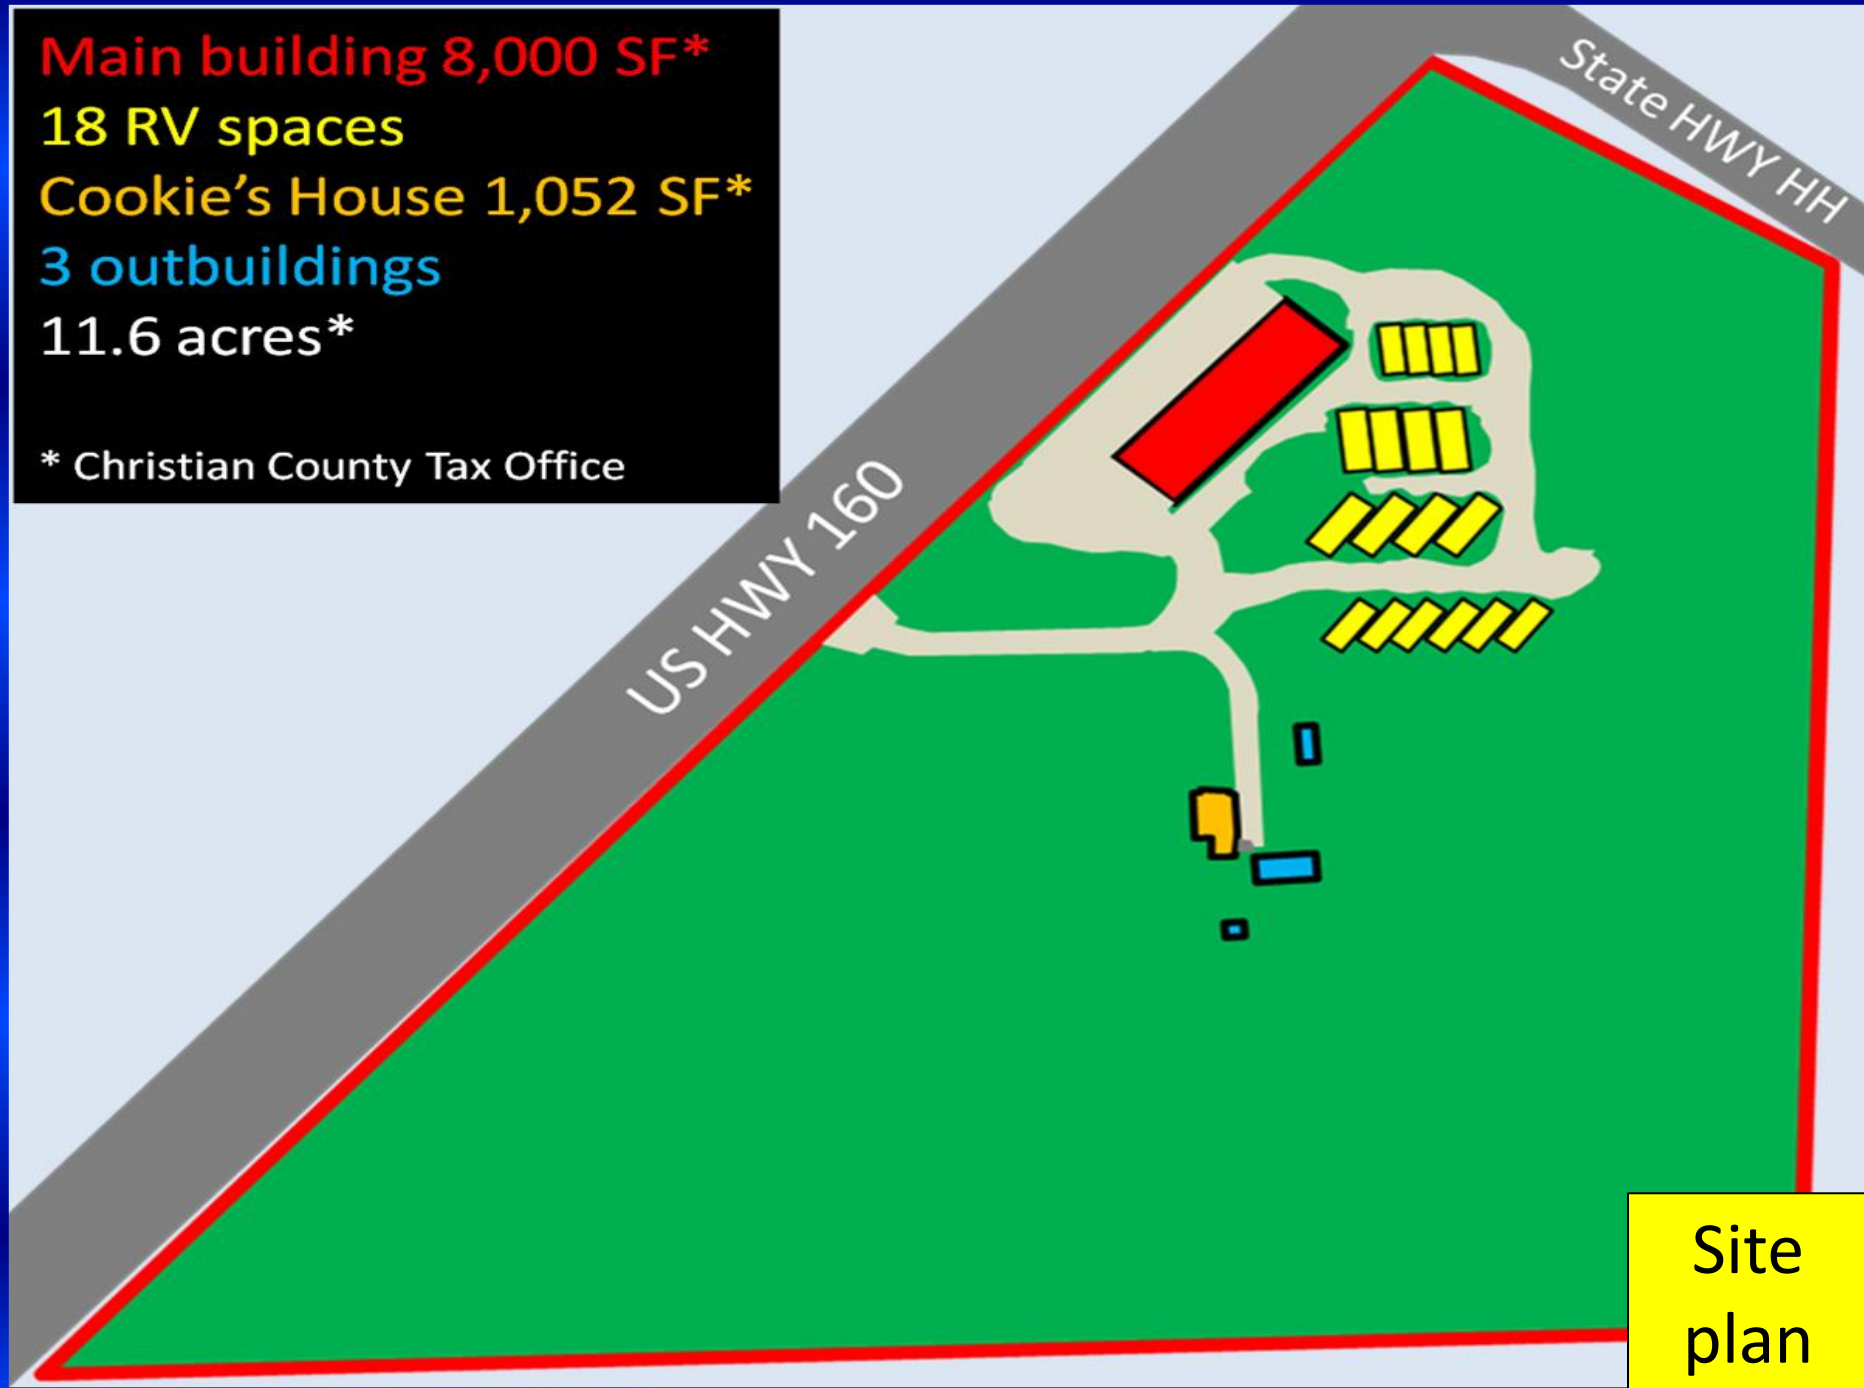 Main building 8,000 SF*
18 RV spaces
Cookie’s House 1,052 SF*
3 outbuildings
11.6 acres*
* Christian County Tax Office
State HWY HH
US HWY 160
Site
plan